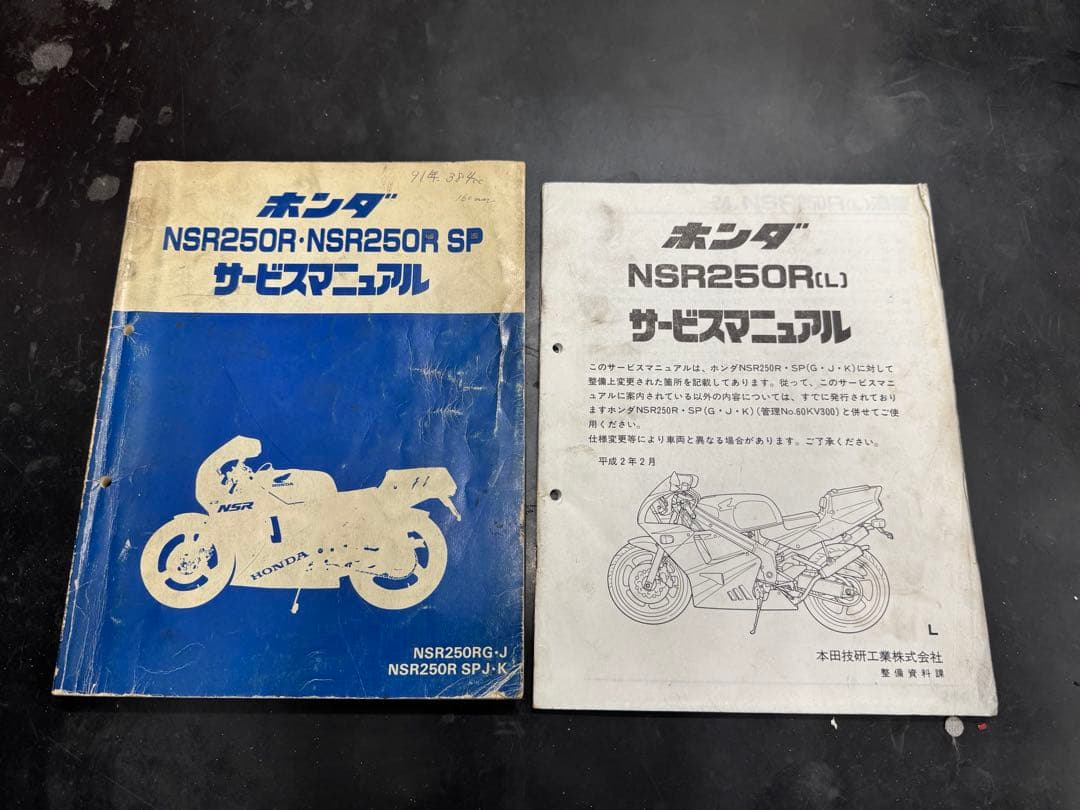 91年 384cc
ホンダ
NSR250R・NSR250R SP
サービスマニュアル
HONDA
NSR
HONDA
NSR250RG・J
NSR250R SPJ・K
ホンダ
NSR250R(L)
サービスマニュアル
このサービスマニュアルは、ホンダNSR250R・SP(G・J・K)に対して
整備上変更された箇所を記載してあります。従って、このサービスマニ
ュアルに案内されている以外の内容については、すでに発行されており
ますホンダNSR250R・SP(G・J・K)(管理No.60KV300)と併せてご使
用ください。
仕様変更等により車両と異なる場合があります。ご了承ください。
平成2年2月
L
本田技研工業株式会社
整備資料課